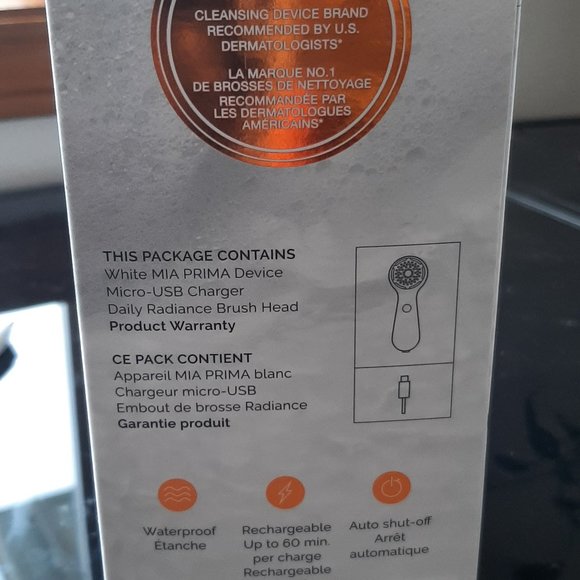 CLEANSING DEVICE BRAND
RECOMMENDED BY U.S.
DERMATOLOGISTS*
LA MARQUE NO.1
DE BROSSES DE NETTOYAGE
RECOMMANDÉE PAR
LES DERMATOLOGUES
AMÉRICAINS*
THIS PACKAGE CONTAINS
White MIA PRIMA Device
Micro-USB Charger
Daily Radiance Brush Head
Product Warranty
CE PACK CONTIENT
Appareil MIA PRIMA blanc
Chargeur micro-USB
Embout de brosse Radiance
Garantie produit
Waterproof
Étanche
Rechargeable
Up to 60 min.
per charge
Rechargeable
Auto shut-off
Arrêt
automatique